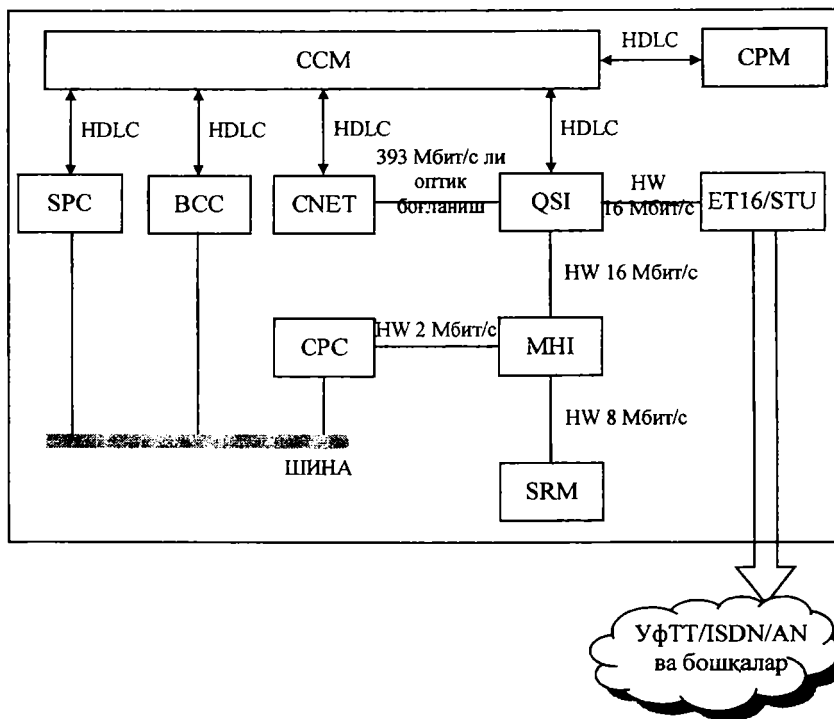 CCM
HDLC
CPM
HDLC
HDLC
HDLC
HDLC
393 Мбит/с ли
оптик
боғланиш
SPC
BCC
CNET
QSI
HW
16 Мбит/с
ET16/STU
HW 16 Мбит/с
CPC
HW 2 Мбит/с
MHI
HW 8 Мбит/с
ШИНА
SRM
УфТТ/ISDN/AN
ва бошқалар